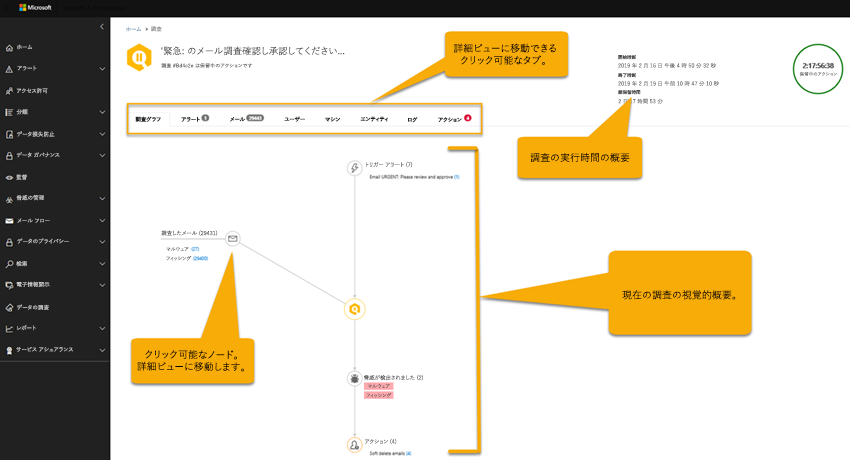 Microsoft
ホーム
アラート
アクセス許可
分類
データ損失防止
データ ガバナンス
監督
脅威の管理
メール フロー
データのプライバシー
検索
電子情報開示
データの調査
レポート
サービス アシュアランス
ホーム > 調査
'緊急: のメール調査確認し承認してください...
調査 #Bd4c2e は保留中のアクションです
詳細ビューに移動できる
クリック可能なタブ。
開始時刻
2019 年 2 月 16 日 午後 4 時 50 分 32 秒
終了時刻
2019 年 2 月 19 日 午前 10 時 47 分 10 秒
2:17:56:38
保留中のアクション
調査グラフ
アラート 1
メール 29443
ユーザー
マシン
エンティティ
ログ
アクション 4
調査の実行時間の概要
トリガー アラート (7)
Email URGENT: Please review and approve (1)
調査したメール (29431)
マルウェア (27)
フィッシング (29400)
現在の調査の視覚的概要。
クリック可能なノード。
詳細ビューに移動します。
脅威が検出されました (2)
マルウェア
フィッシング
アクション (4)
Soft delete emails (4)